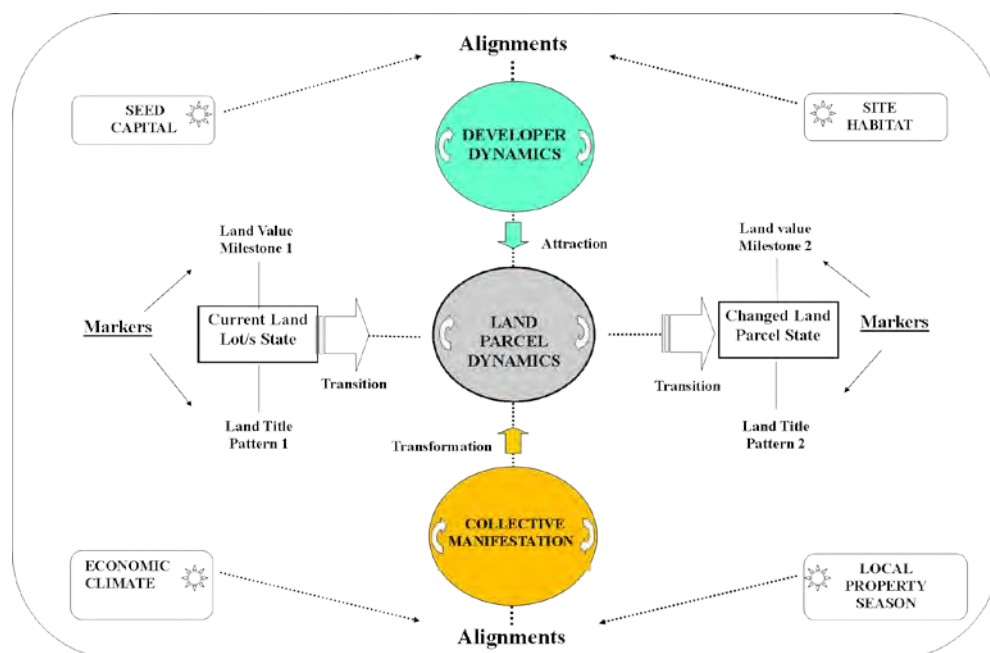 Alignments
SEED
CAPITAL
SITE
HABITAT
DEVELOPER
DYNAMICS
Land Value
Milestone 1
Attraction
Land value
Milestone 2
Markers
Current Land
Lot/s State
Transition
LAND
PARCEL
DYNAMICS
Changed Land
Parcel State
Transition
Markers
Land Title
Pattern 1
Transformation
Land Title
Pattern 2
COLLECTIVE
MANIFESTATION
ECONOMIC
CLIMATE
LOCAL
PROPERTY
SEASON
Alignments